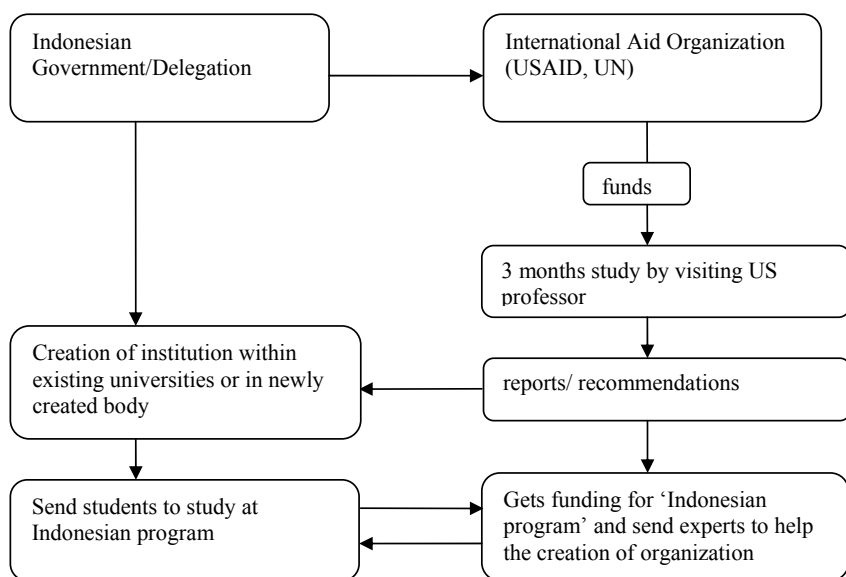 Indonesian
Government/Delegation
International Aid Organization
(USAID, UN)
funds
3 months study by visiting US
professor
Creation of institution within
existing universities or in newly
created body
reports/ recommendations
Send students to study at
Indonesian program
Gets funding for ‘Indonesian
program’ and send experts to help
the creation of organization